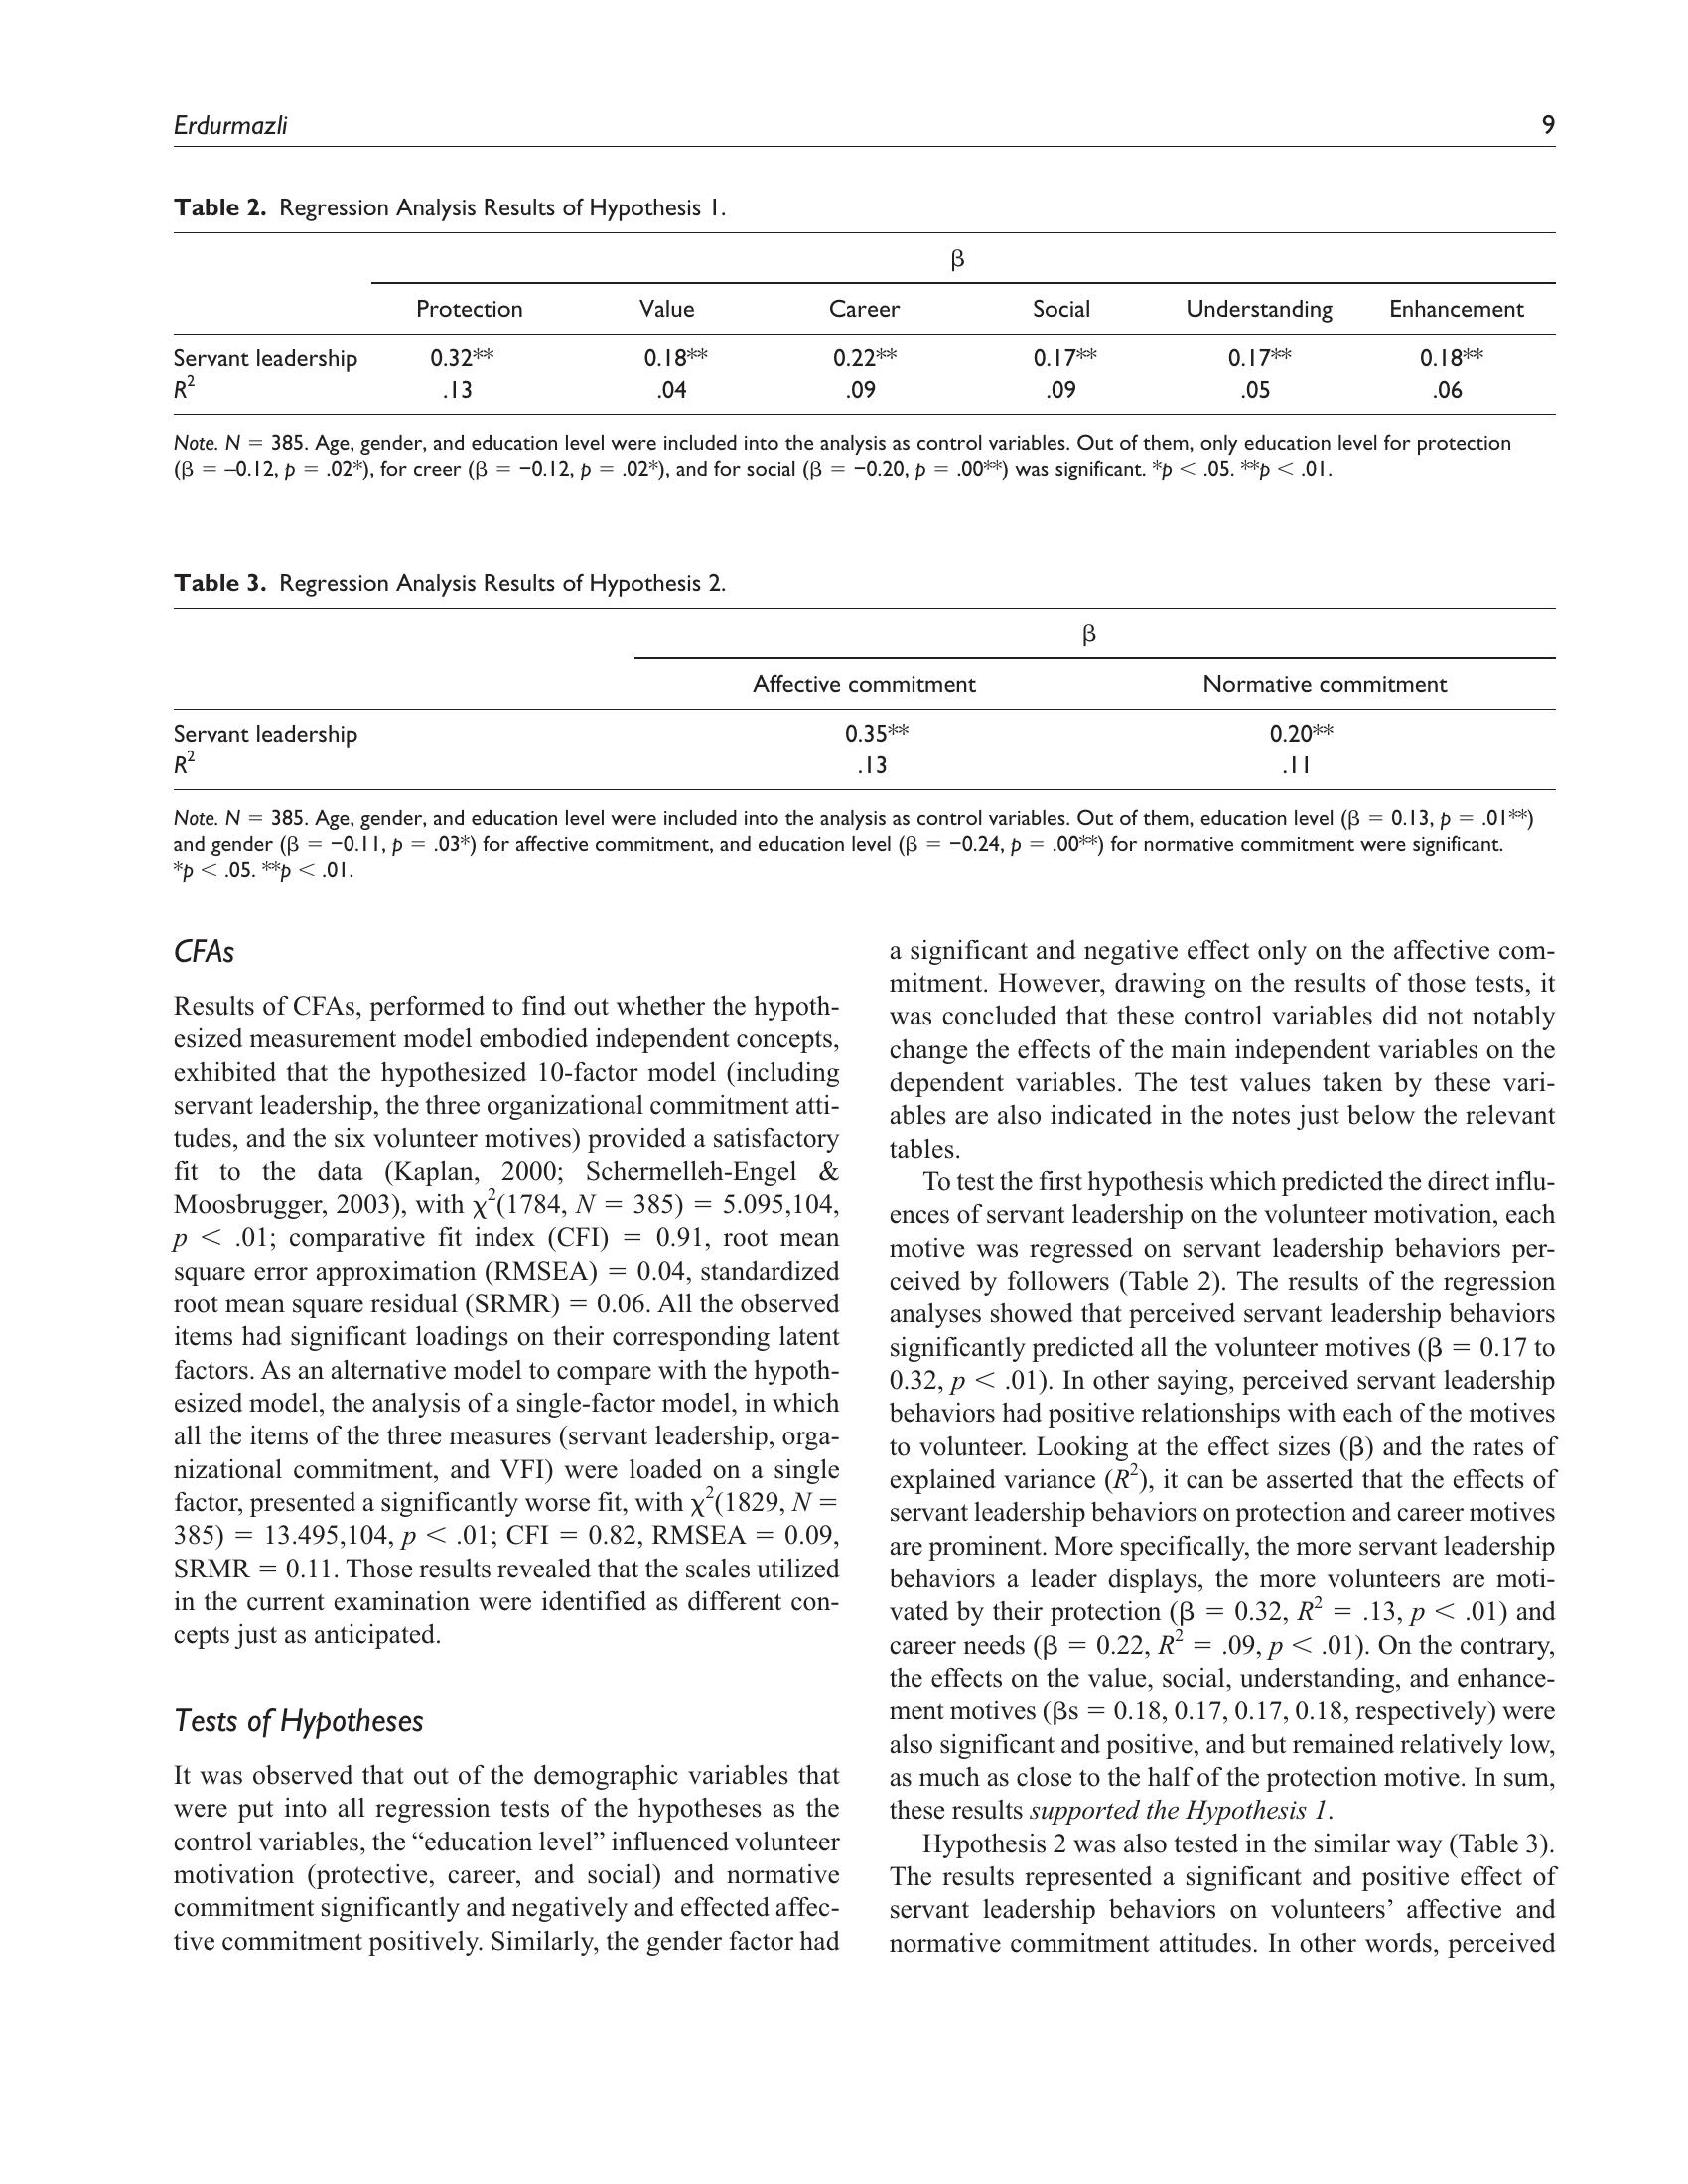 Erdurmazli 9
Table 2. Regression Analysis Results of Hypothesis 1.
β
Protection Value Career Social Understanding Enhancement
Servant leadership 0.32** 0.18** 0.22** 0.17** 0.17** 0.18**
R² .13 .04 .09 .09 .05 .06
Note. N = 385. Age, gender, and education level were included into the analysis as control variables. Out of them, only education level for protection
(β = –0.12, p = .02*), for creer (β = −0.12, p = .02*), and for social (β = −0.20, p = .00**) was significant. *p < .05. **p < .01.
Table 3. Regression Analysis Results of Hypothesis 2.
β
Affective commitment Normative commitment
Servant leadership 0.35** 0.20**
R² .13 .11
Note. N = 385. Age, gender, and education level were included into the analysis as control variables. Out of them, education level (β = 0.13, p = .01**)
and gender (β = −0.11, p = .03*) for affective commitment, and education level (β = −0.24, p = .00**) for normative commitment were significant.
*p < .05. **p < .01.
CFAs
Results of CFAs, performed to find out whether the hypoth-
esized measurement model embodied independent concepts,
exhibited that the hypothesized 10-factor model (including
servant leadership, the three organizational commitment atti-
tudes, and the six volunteer motives) provided a satisfactory
fit to the data (Kaplan, 2000; Schermelleh-Engel &
Moosbrugger, 2003), with χ²(1784, N = 385) = 5.095,104,
p < .01; comparative fit index (CFI) = 0.91, root mean
square error approximation (RMSEA) = 0.04, standardized
root mean square residual (SRMR) = 0.06. All the observed
items had significant loadings on their corresponding latent
factors. As an alternative model to compare with the hypoth-
esized model, the analysis of a single-factor model, in which
all the items of the three measures (servant leadership, orga-
nizational commitment, and VFI) were loaded on a single
factor, presented a significantly worse fit, with χ²(1829, N =
385) = 13.495,104, p < .01; CFI = 0.82, RMSEA = 0.09,
SRMR = 0.11. Those results revealed that the scales utilized
in the current examination were identified as different con-
cepts just as anticipated.
Tests of Hypotheses
It was observed that out of the demographic variables that
were put into all regression tests of the hypotheses as the
control variables, the “education level” influenced volunteer
motivation (protective, career, and social) and normative
commitment significantly and negatively and effected affec-
tive commitment positively. Similarly, the gender factor had
a significant and negative effect only on the affective com-
mitment. However, drawing on the results of those tests, it
was concluded that these control variables did not notably
change the effects of the main independent variables on the
dependent variables. The test values taken by these vari-
ables are also indicated in the notes just below the relevant
tables.
To test the first hypothesis which predicted the direct influ-
ences of servant leadership on the volunteer motivation, each
motive was regressed on servant leadership behaviors per-
ceived by followers (Table 2). The results of the regression
analyses showed that perceived servant leadership behaviors
significantly predicted all the volunteer motives (β = 0.17 to
0.32, p < .01). In other saying, perceived servant leadership
behaviors had positive relationships with each of the motives
to volunteer. Looking at the effect sizes (β) and the rates of
explained variance (R²), it can be asserted that the effects of
servant leadership behaviors on protection and career motives
are prominent. More specifically, the more servant leadership
behaviors a leader displays, the more volunteers are moti-
vated by their protection (β = 0.32, R² = .13, p < .01) and
career needs (β = 0.22, R² = .09, p < .01). On the contrary,
the effects on the value, social, understanding, and enhance-
ment motives (βs = 0.18, 0.17, 0.17, 0.18, respectively) were
also significant and positive, and but remained relatively low,
as much as close to the half of the protection motive. In sum,
these results supported the Hypothesis 1.
Hypothesis 2 was also tested in the similar way (Table 3).
The results represented a significant and positive effect of
servant leadership behaviors on volunteers’ affective and
normative commitment attitudes. In other words, perceived